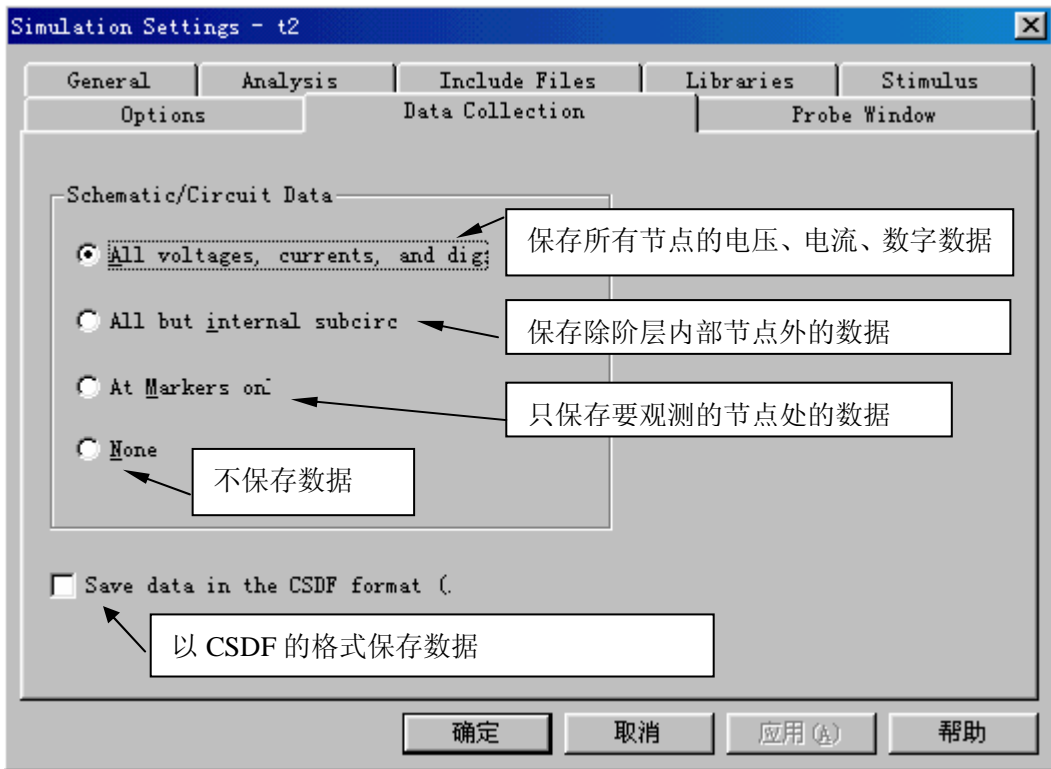 Simulation Settings - t2
General Analysis Include Files Libraries Stimulus
Options Data Collection Probe Window
Schematic/Circuit Data
All voltages, currents, and dig
保存所有节点的电压、电流、数字数据
All but internal subcirc
保存除阶层内部节点外的数据
At Markers on
只保存要观测的节点处的数据
None
不保存数据
Save data in the CSDF format (.
以 CSDF 的格式保存数据
确定 取消 应用(A) 帮助